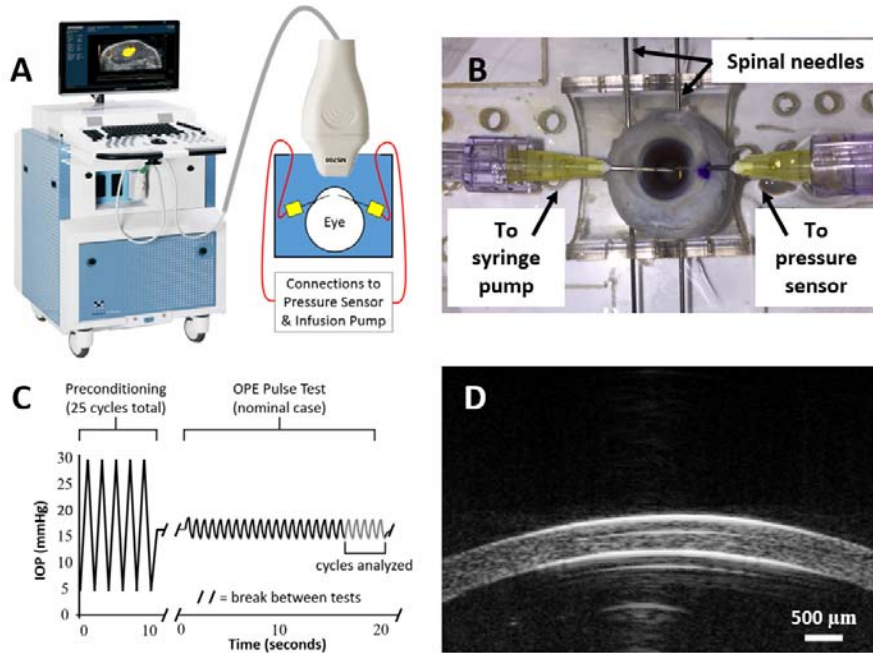 A
MS700
Eye
Connections to
Pressure Sensor
& Infusion Pump
B
Spinal needles
To
syringe
pump
To
pressure
sensor
C
Preconditioning
(25 cycles total)
OPE Pulse Test
(nominal case)
IOP (mmHg)
30
25
20
15
10
5
0
cycles analyzed
/ / = break between tests
0 10 0 10 20
Time (seconds)
D
500 µm